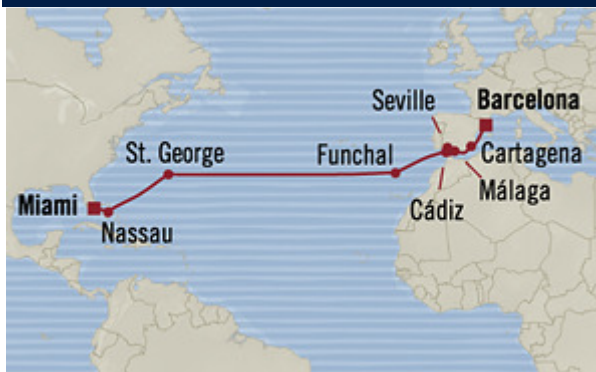 Seville
Barcelona
St. George
Funchal
Cartagena
Málaga
Miami
Cádiz
Nassau